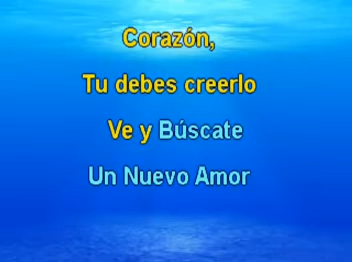 Corazón,
Tu debes creerlo
Ve y Búscate
Un Nuevo Amor